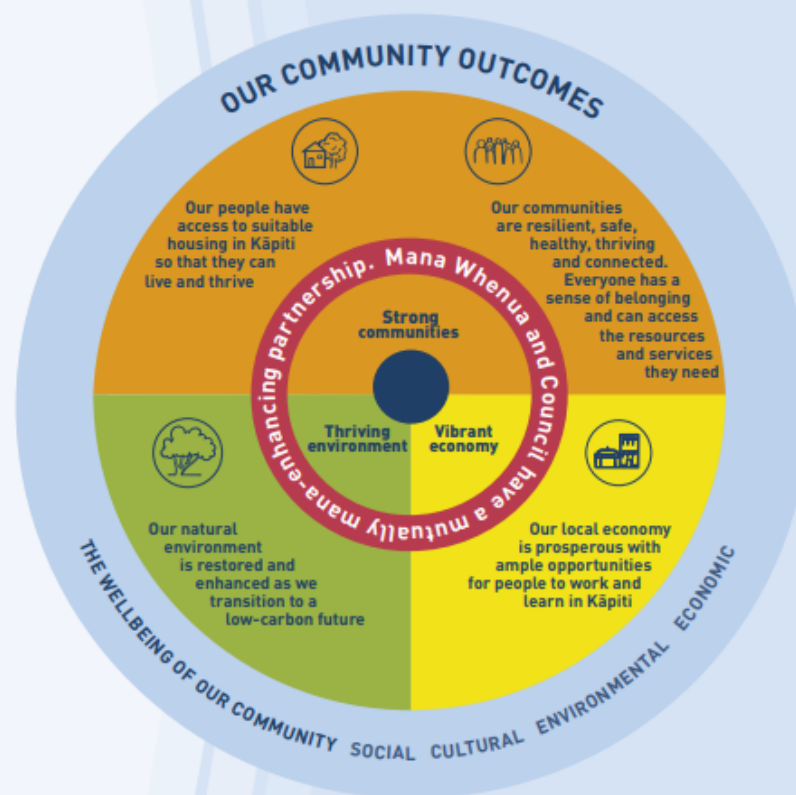 OUR COMMUNITY OUTCOMES
Our people have
access to suitable
housing in Kāpiti
so that they can
live and thrive
Our communities
are resilient, safe,
healthy, thriving
and connected.
Everyone has a
sense of belonging
and can access
the resources
and services
they need
Mana Whenua and Council have a mutually mana-enhancing partnership.
Strong
communities
Thriving
environment
Vibrant
economy
Our natural
environment
is restored and
enhanced as we
transition to a
low-carbon future
Our local economy
is prosperous with
ample opportunities
for people to work and
learn in Kāpiti
THE WELLBEING OF OUR COMMUNITY SOCIAL CULTURAL ENVIRONMENTAL ECONOMIC